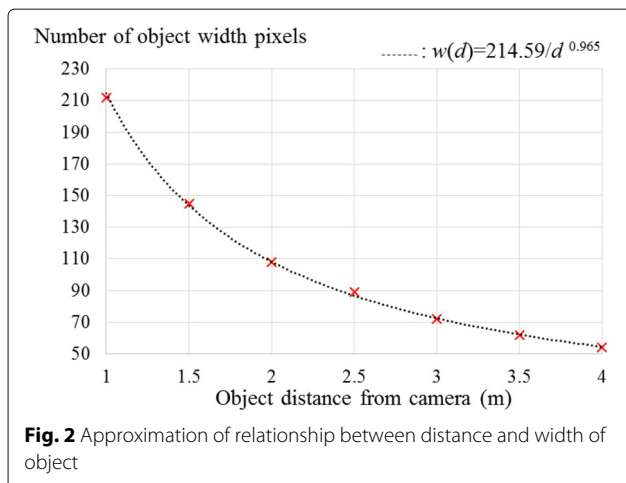 Number of object width pixels
.......: w(d)=214.59/d 0.965
230
210
190
170
150
130
110
90
70
50
1 1.5 2 2.5 3 3.5 4
Object distance from camera (m)
Fig. 2 Approximation of relationship between distance and width of
object